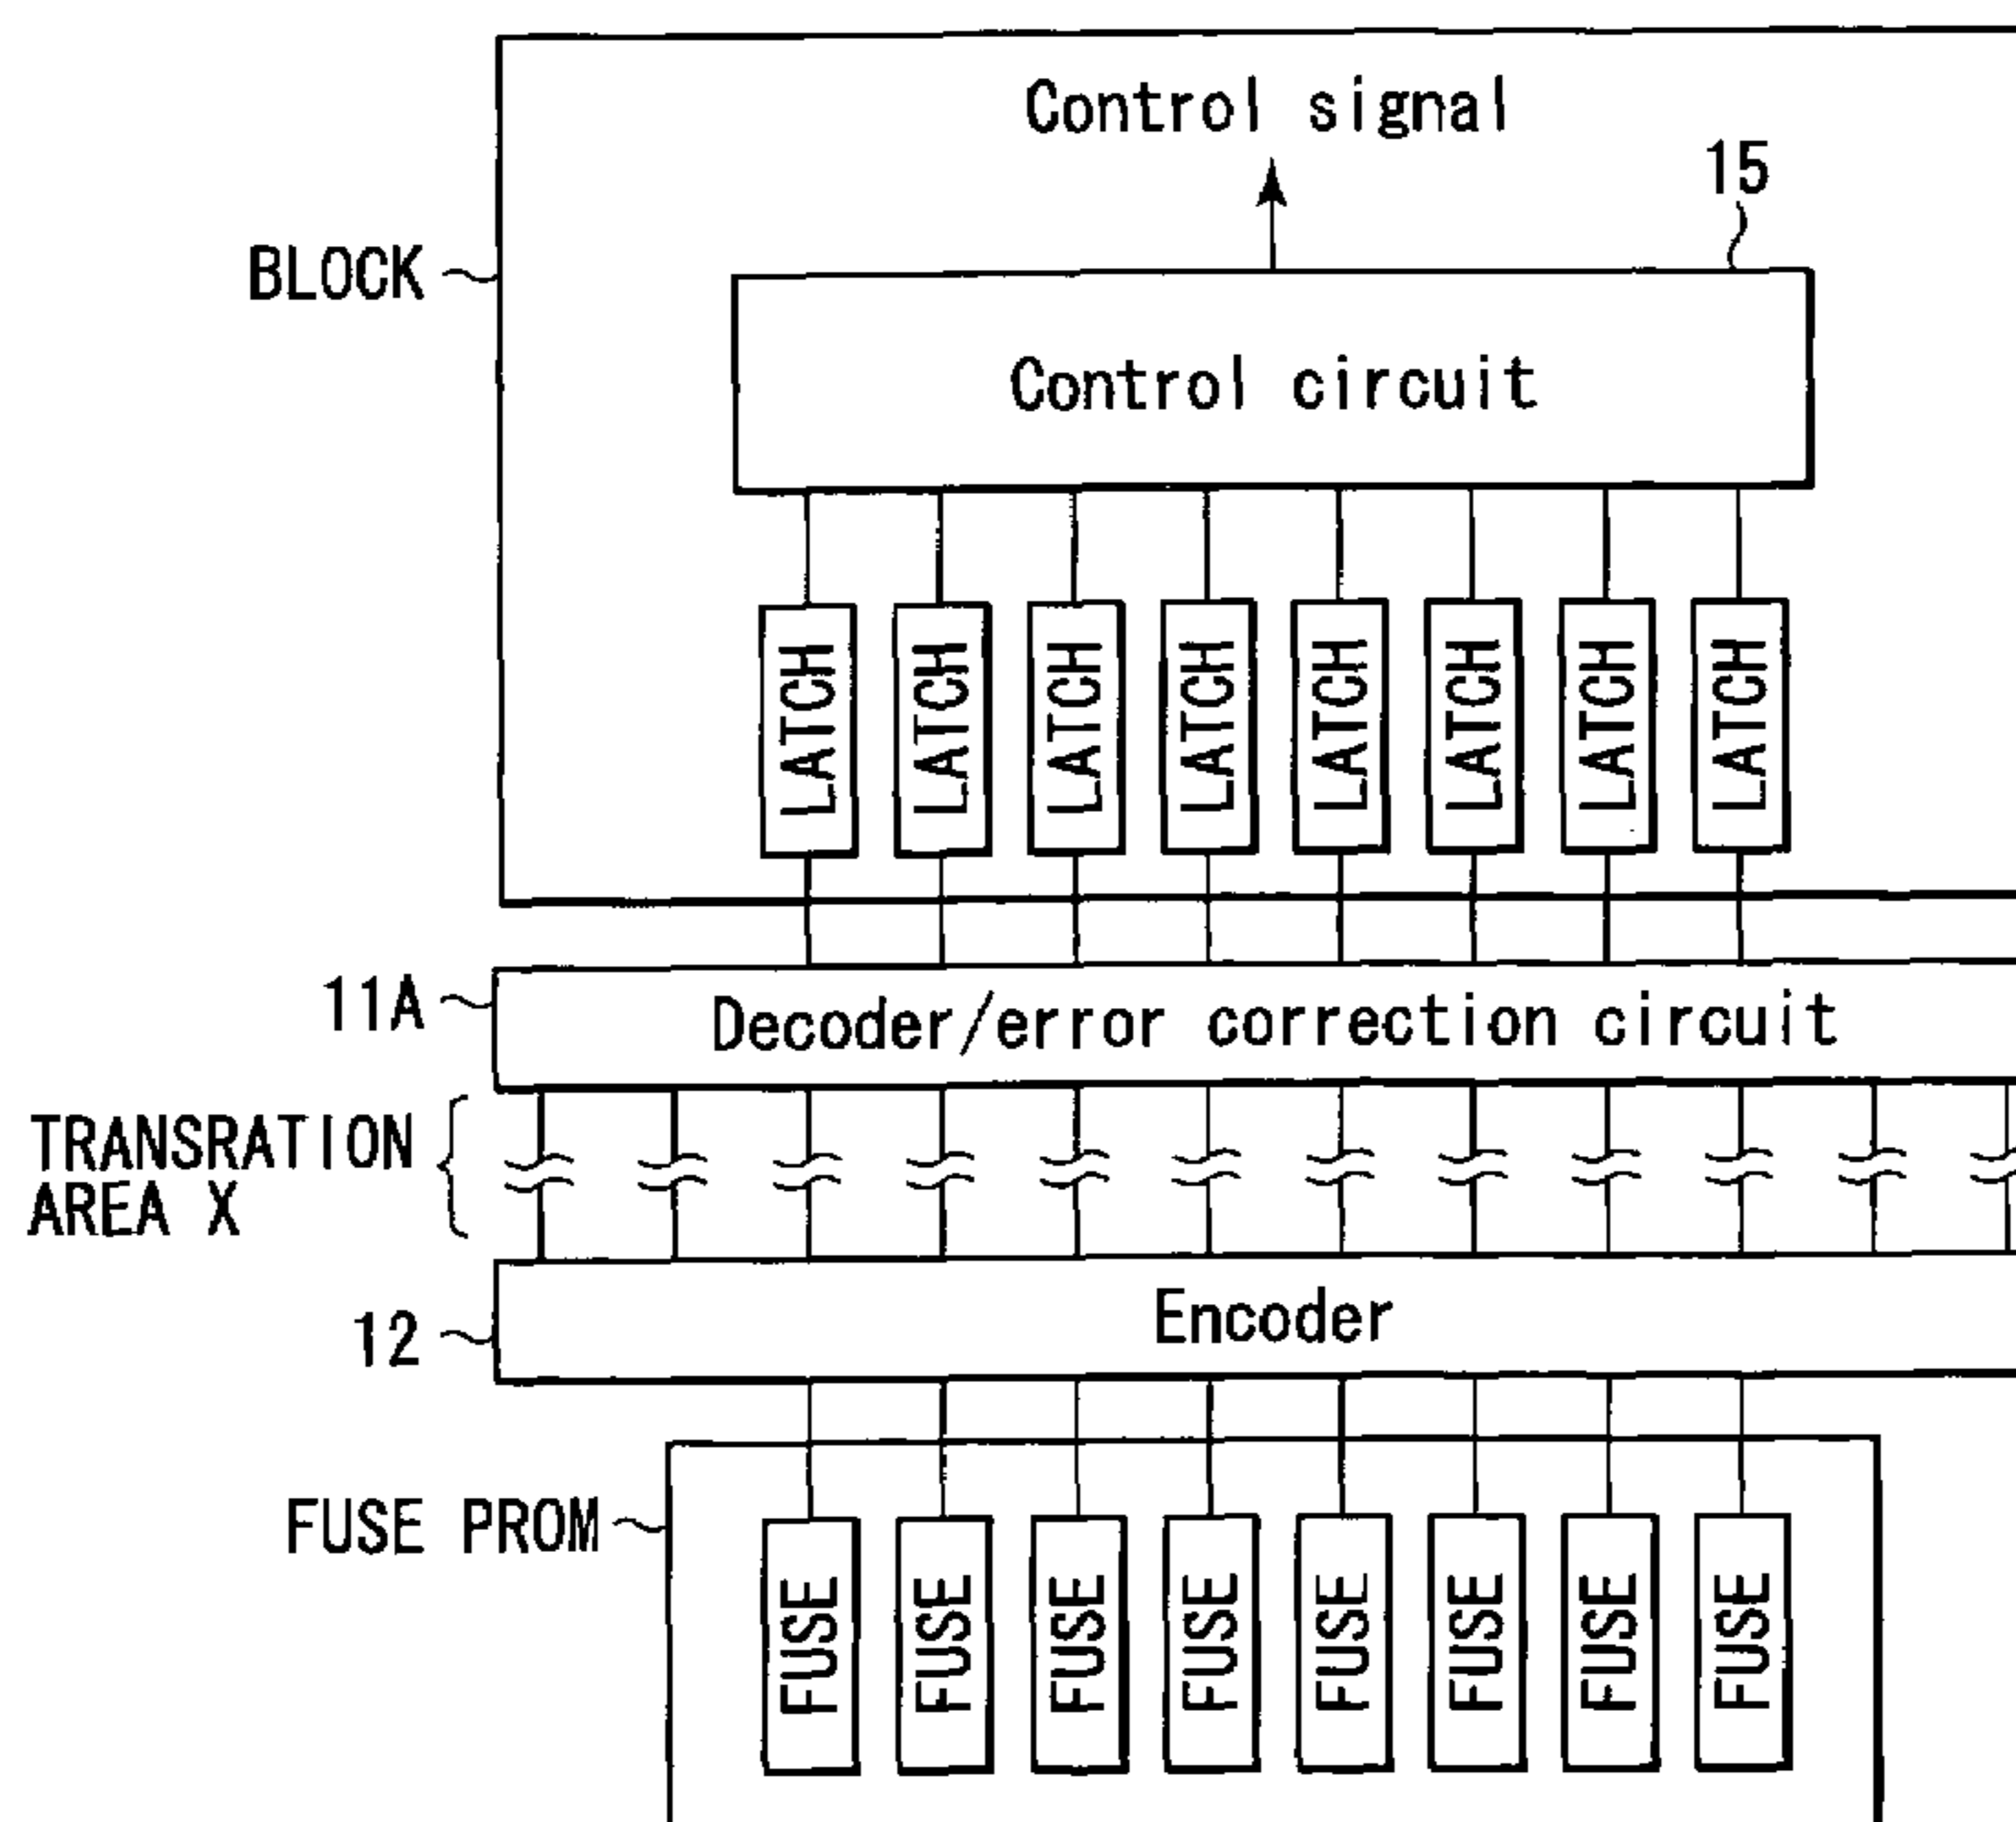 Control signal
15
BLOCK
Control circuit
LATCH
LATCH
LATCH
LATCH
LATCH
LATCH
LATCH
LATCH
11A
Decoder/error correction circuit
TRANSRATION
AREA X
12
Encoder
FUSE PROM
FUSE
FUSE
FUSE
FUSE
FUSE
FUSE
FUSE
FUSE